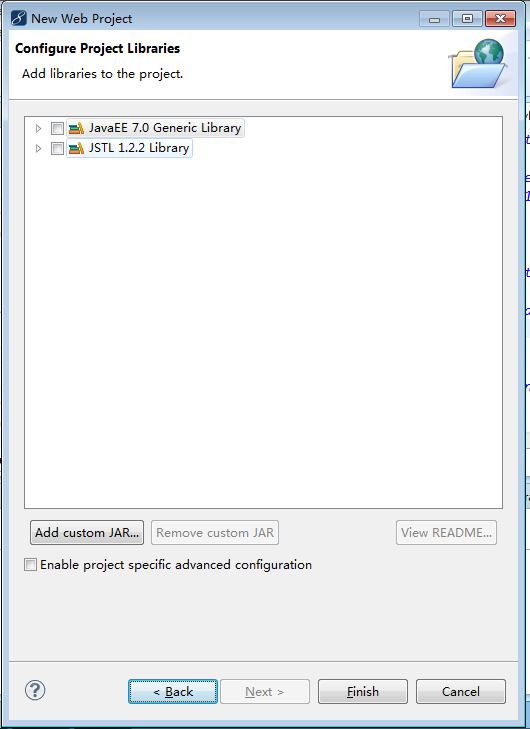 New Web Project
Configure Project Libraries
Add libraries to the project.
JavaEE 7.0 Generic Library
JSTL 1.2.2 Library
Add custom JAR... Remove custom JAR View README...
Enable project specific advanced configuration
< Back Next > Finish Cancel